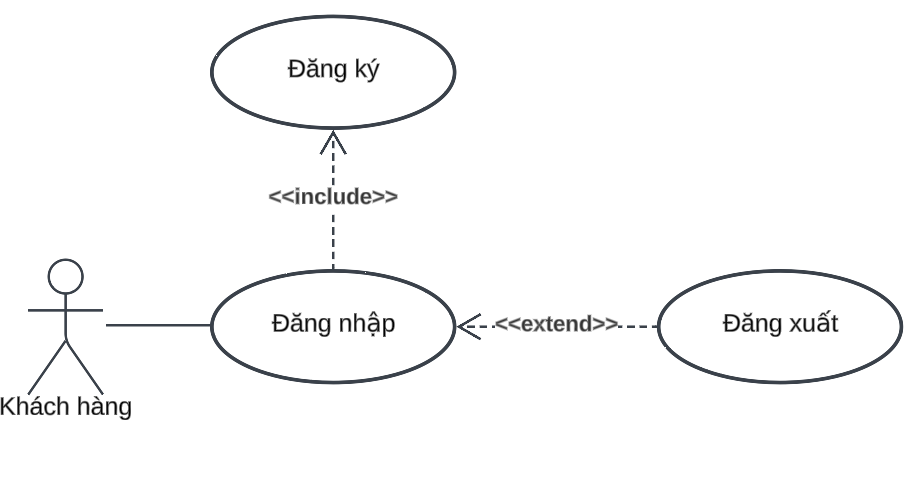 Đăng ký
<<include>>
Đăng nhập
<<extend>>
Đăng xuất
Khách hàng